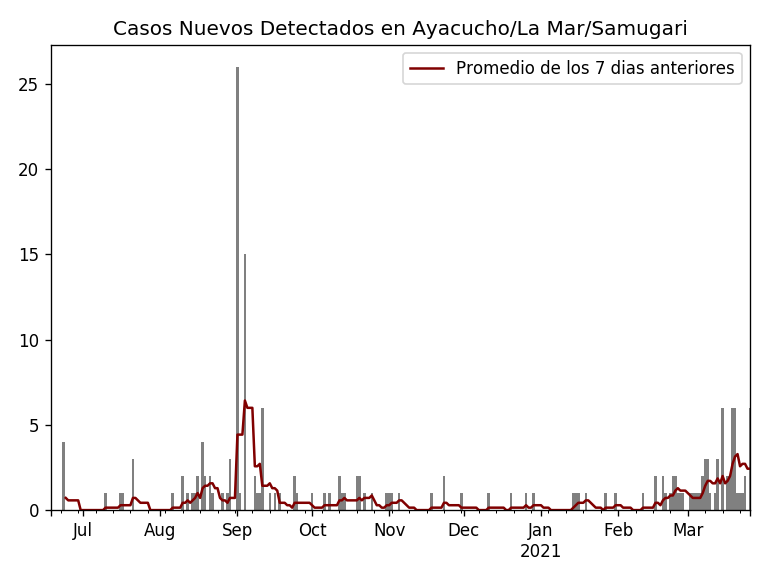 Casos Nuevos Detectados en Ayacucho/La Mar/Samugari
Promedio de los 7 dias anteriores
25
20
15
10
5
0
Jul Aug Sep Oct Nov Dec Jan Feb Mar
2021